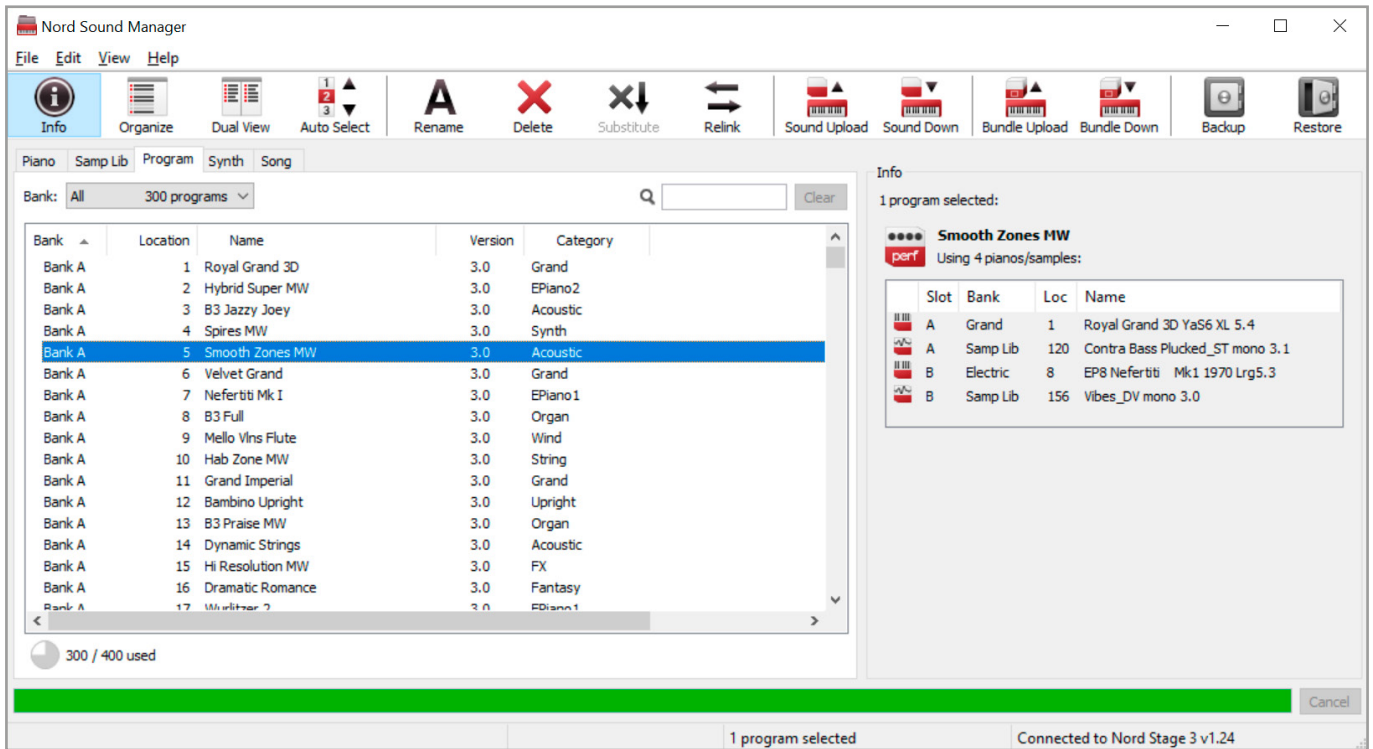 Nord Sound Manager
File Edit View Help
Info Organize Dual View 1 2 3 Auto Select Rename Delete Substitute Relink Sound Upload Sound Down Bundle Upload Bundle Down Backup Restore
Piano Samp Lib Program Synth Song
Bank: All 300 programs Clear
Bank Location Name Version Category
Bank A 1 Royal Grand 3D 3.0 Grand
Bank A 2 Hybrid Super MW 3.0 EPiano2
Bank A 3 B3 Jazzy Joey 3.0 Acoustic
Bank A 4 Spires MW 3.0 Synth
Bank A 5 Smooth Zones MW 3.0 Acoustic
Bank A 6 Velvet Grand 3.0 Grand
Bank A 7 Nefertiti Mk I 3.0 EPiano1
Bank A 8 B3 Full 3.0 Organ
Bank A 9 Mello Vlns Flute 3.0 Wind
Bank A 10 Hab Zone MW 3.0 String
Bank A 11 Grand Imperial 3.0 Grand
Bank A 12 Bambino Upright 3.0 Upright
Bank A 13 B3 Praise MW 3.0 Organ
Bank A 14 Dynamic Strings 3.0 Acoustic
Bank A 15 Hi Resolution MW 3.0 FX
Bank A 16 Dramatic Romance 3.0 Fantasy
Bank A 17 Wurlitzer 2 3.0 EPiano1
300 / 400 used
Info
1 program selected:
perf Smooth Zones MW
Using 4 pianos/samples:
Slot Bank Loc Name
A Grand 1 Royal Grand 3D YaS6 XL 5.4
A Samp Lib 120 Contra Bass Plucked_ST mono 3.1
B Electric 8 EP8 Nefertiti Mk1 1970 Lrg5.3
B Samp Lib 156 Vibes_DV mono 3.0
Cancel
1 program selected Connected to Nord Stage 3 v1.24